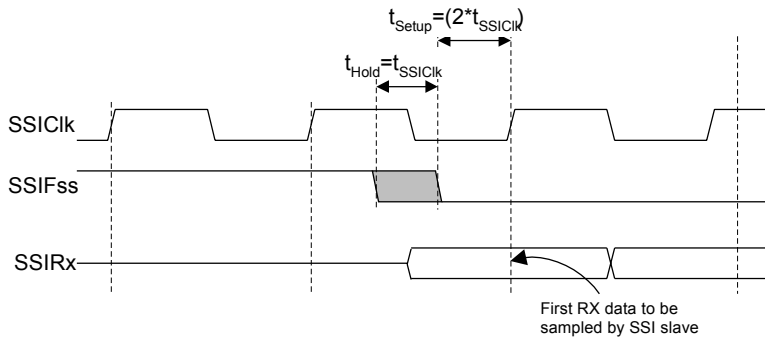 tSetup=(2*tSSIClk)
tHold=tSSIClk
SSIClk
SSIFss
SSIRx
First RX data to be
sampled by SSI slave